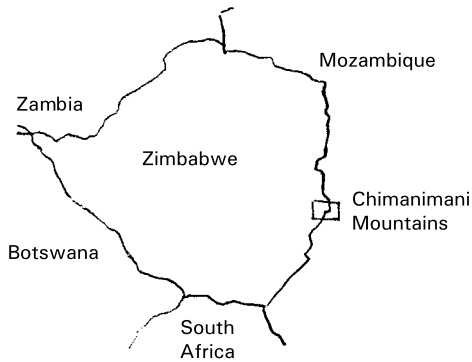 Mozambique
Zambia
Zimbabwe
Chimanimani
Mountains
Botswana
South
Africa